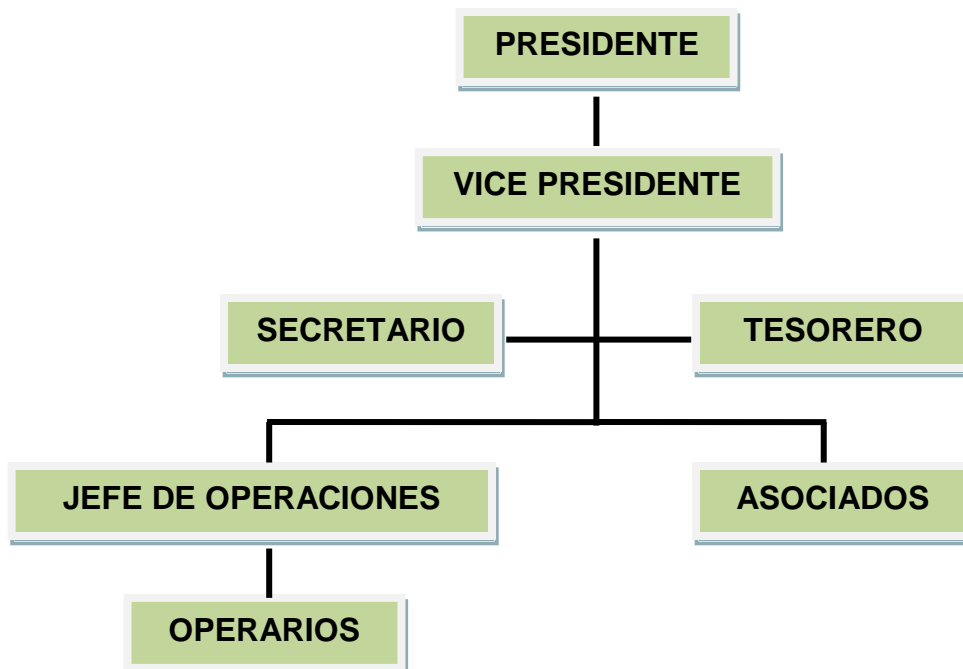 PRESIDENTE
VICE PRESIDENTE
SECRETARIO
TESORERO
JEFE DE OPERACIONES
ASOCIADOS
OPERARIOS